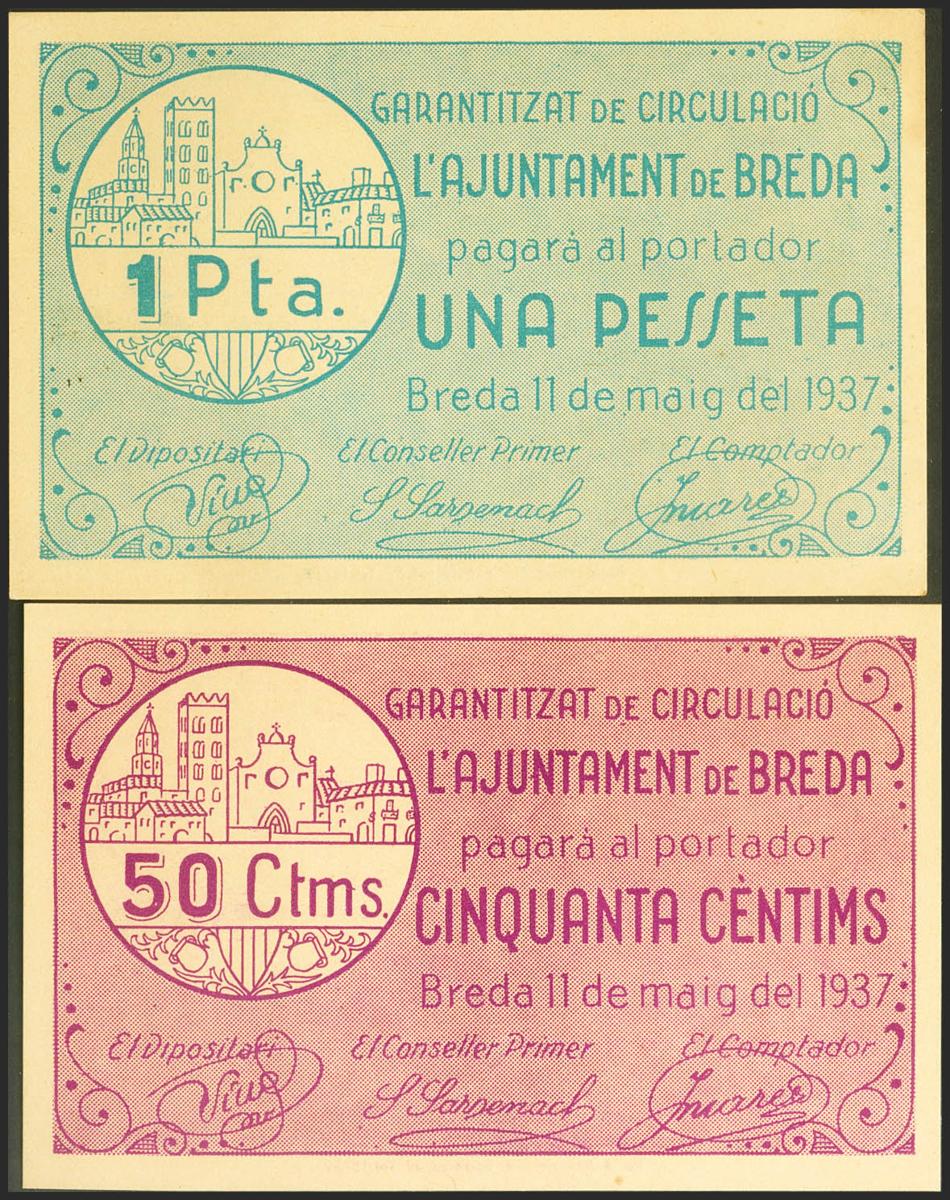 GARANTITZAT DE CIRCULACIÓ
L'AJUNTAMENT DE BREDA
pagarà al portador
UNA PESSETA
Breda 11 de maig del 1937
1 Pta.
El Dipositari
El Conseller Primer
El Comptador
GARANTITZAT DE CIRCULACIÓ
L'AJUNTAMENT DE BREDA
pagarà al portador
CINQUANTA CÈNTIMS
Breda 11 de maig del 1937
50 Ctms.
El Dipositari
El Conseller Primer
El Comptador